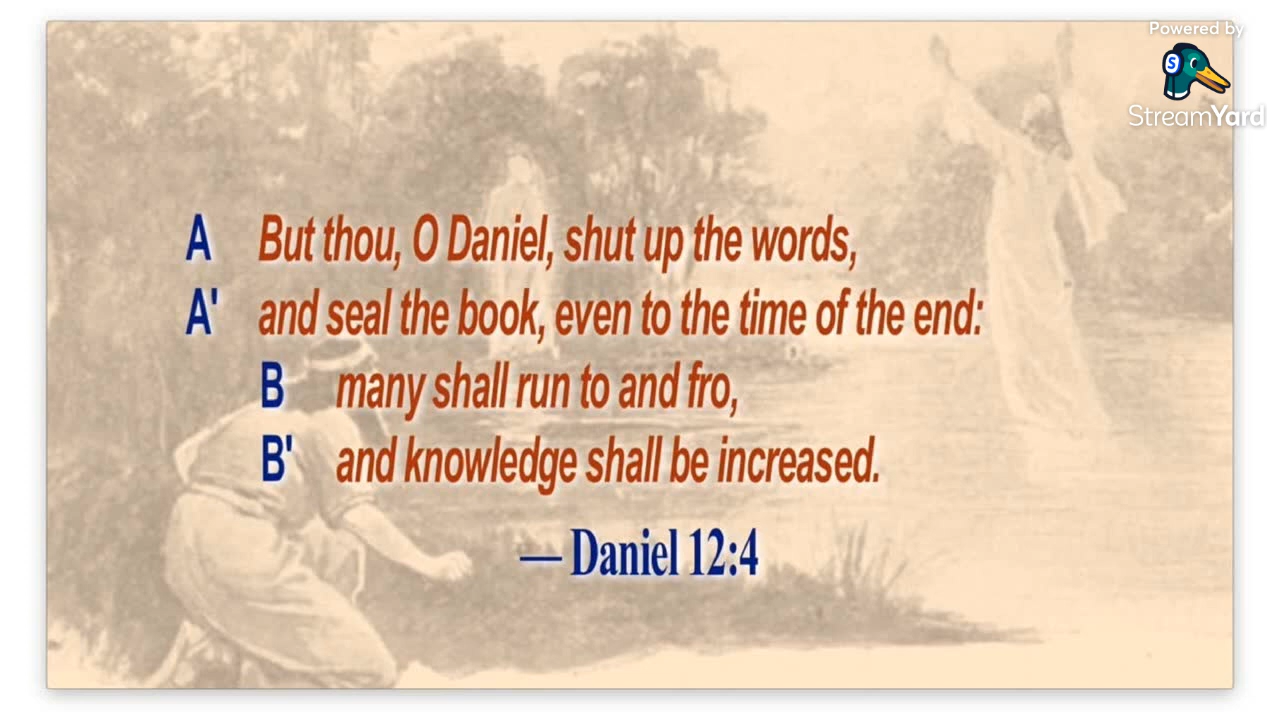 Powered by
S
StreamYard
A But thou, O Daniel, shut up the words,
A' and seal the book, even to the time of the end:
B many shall run to and fro,
B' and knowledge shall be increased.
— Daniel 12:4